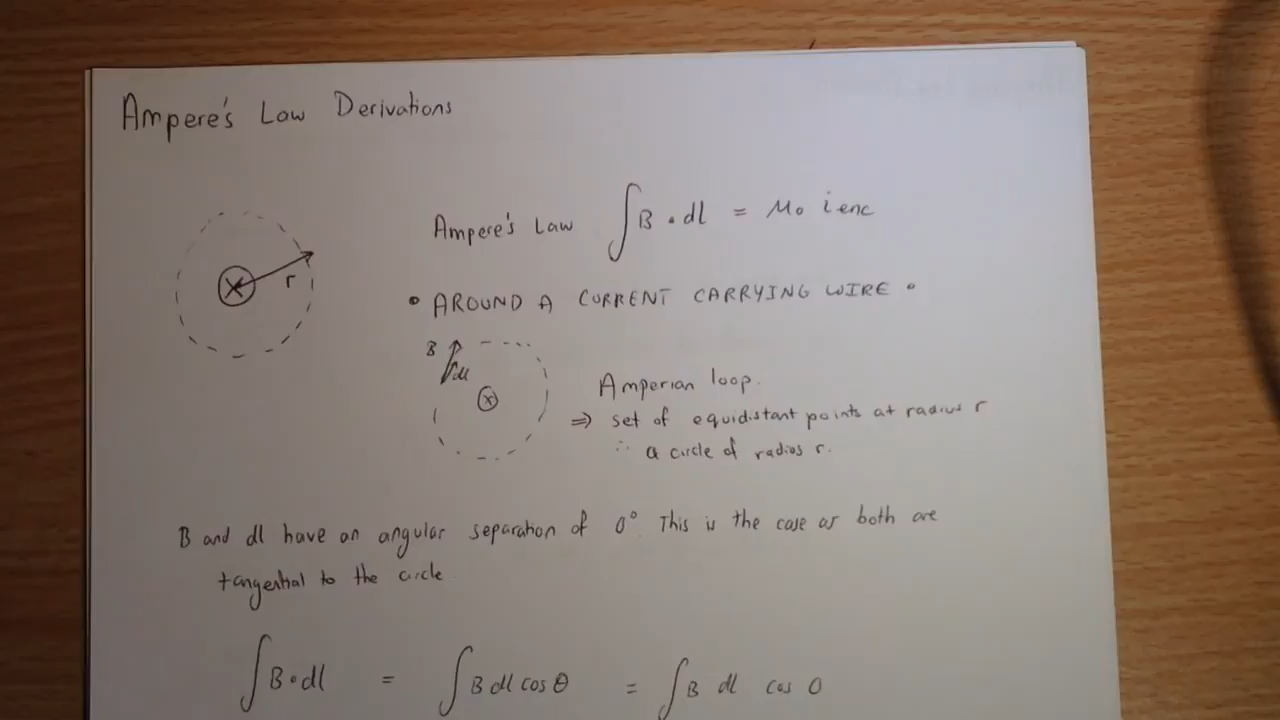 Ampere's Law Derivations
Ampere's Law ∫B • dl = μ₀ i enc
r
• AROUND A CURRENT CARRYING WIRE •
B dl
Amperian loop.
⇒ set of equidistant points at radius r
∴ a circle of radius r.
B and dl have an angular separation of 0° This is the case as both are
tangential to the circle
∫B • dl = ∫B dl cos θ = ∫B dl cos 0